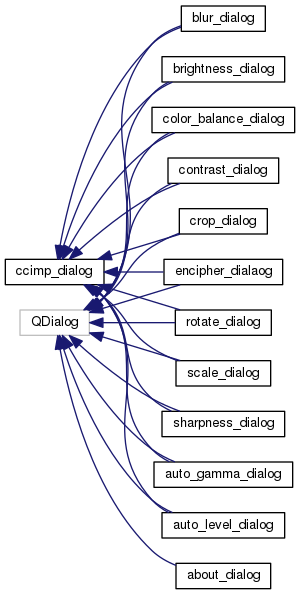 blur_dialog
brightness_dialog
color_balance_dialog
contrast_dialog
crop_dialog
ccimp_dialog
encipher_dialaog
QDialog
rotate_dialog
scale_dialog
sharpness_dialog
auto_gamma_dialog
auto_level_dialog
about_dialog